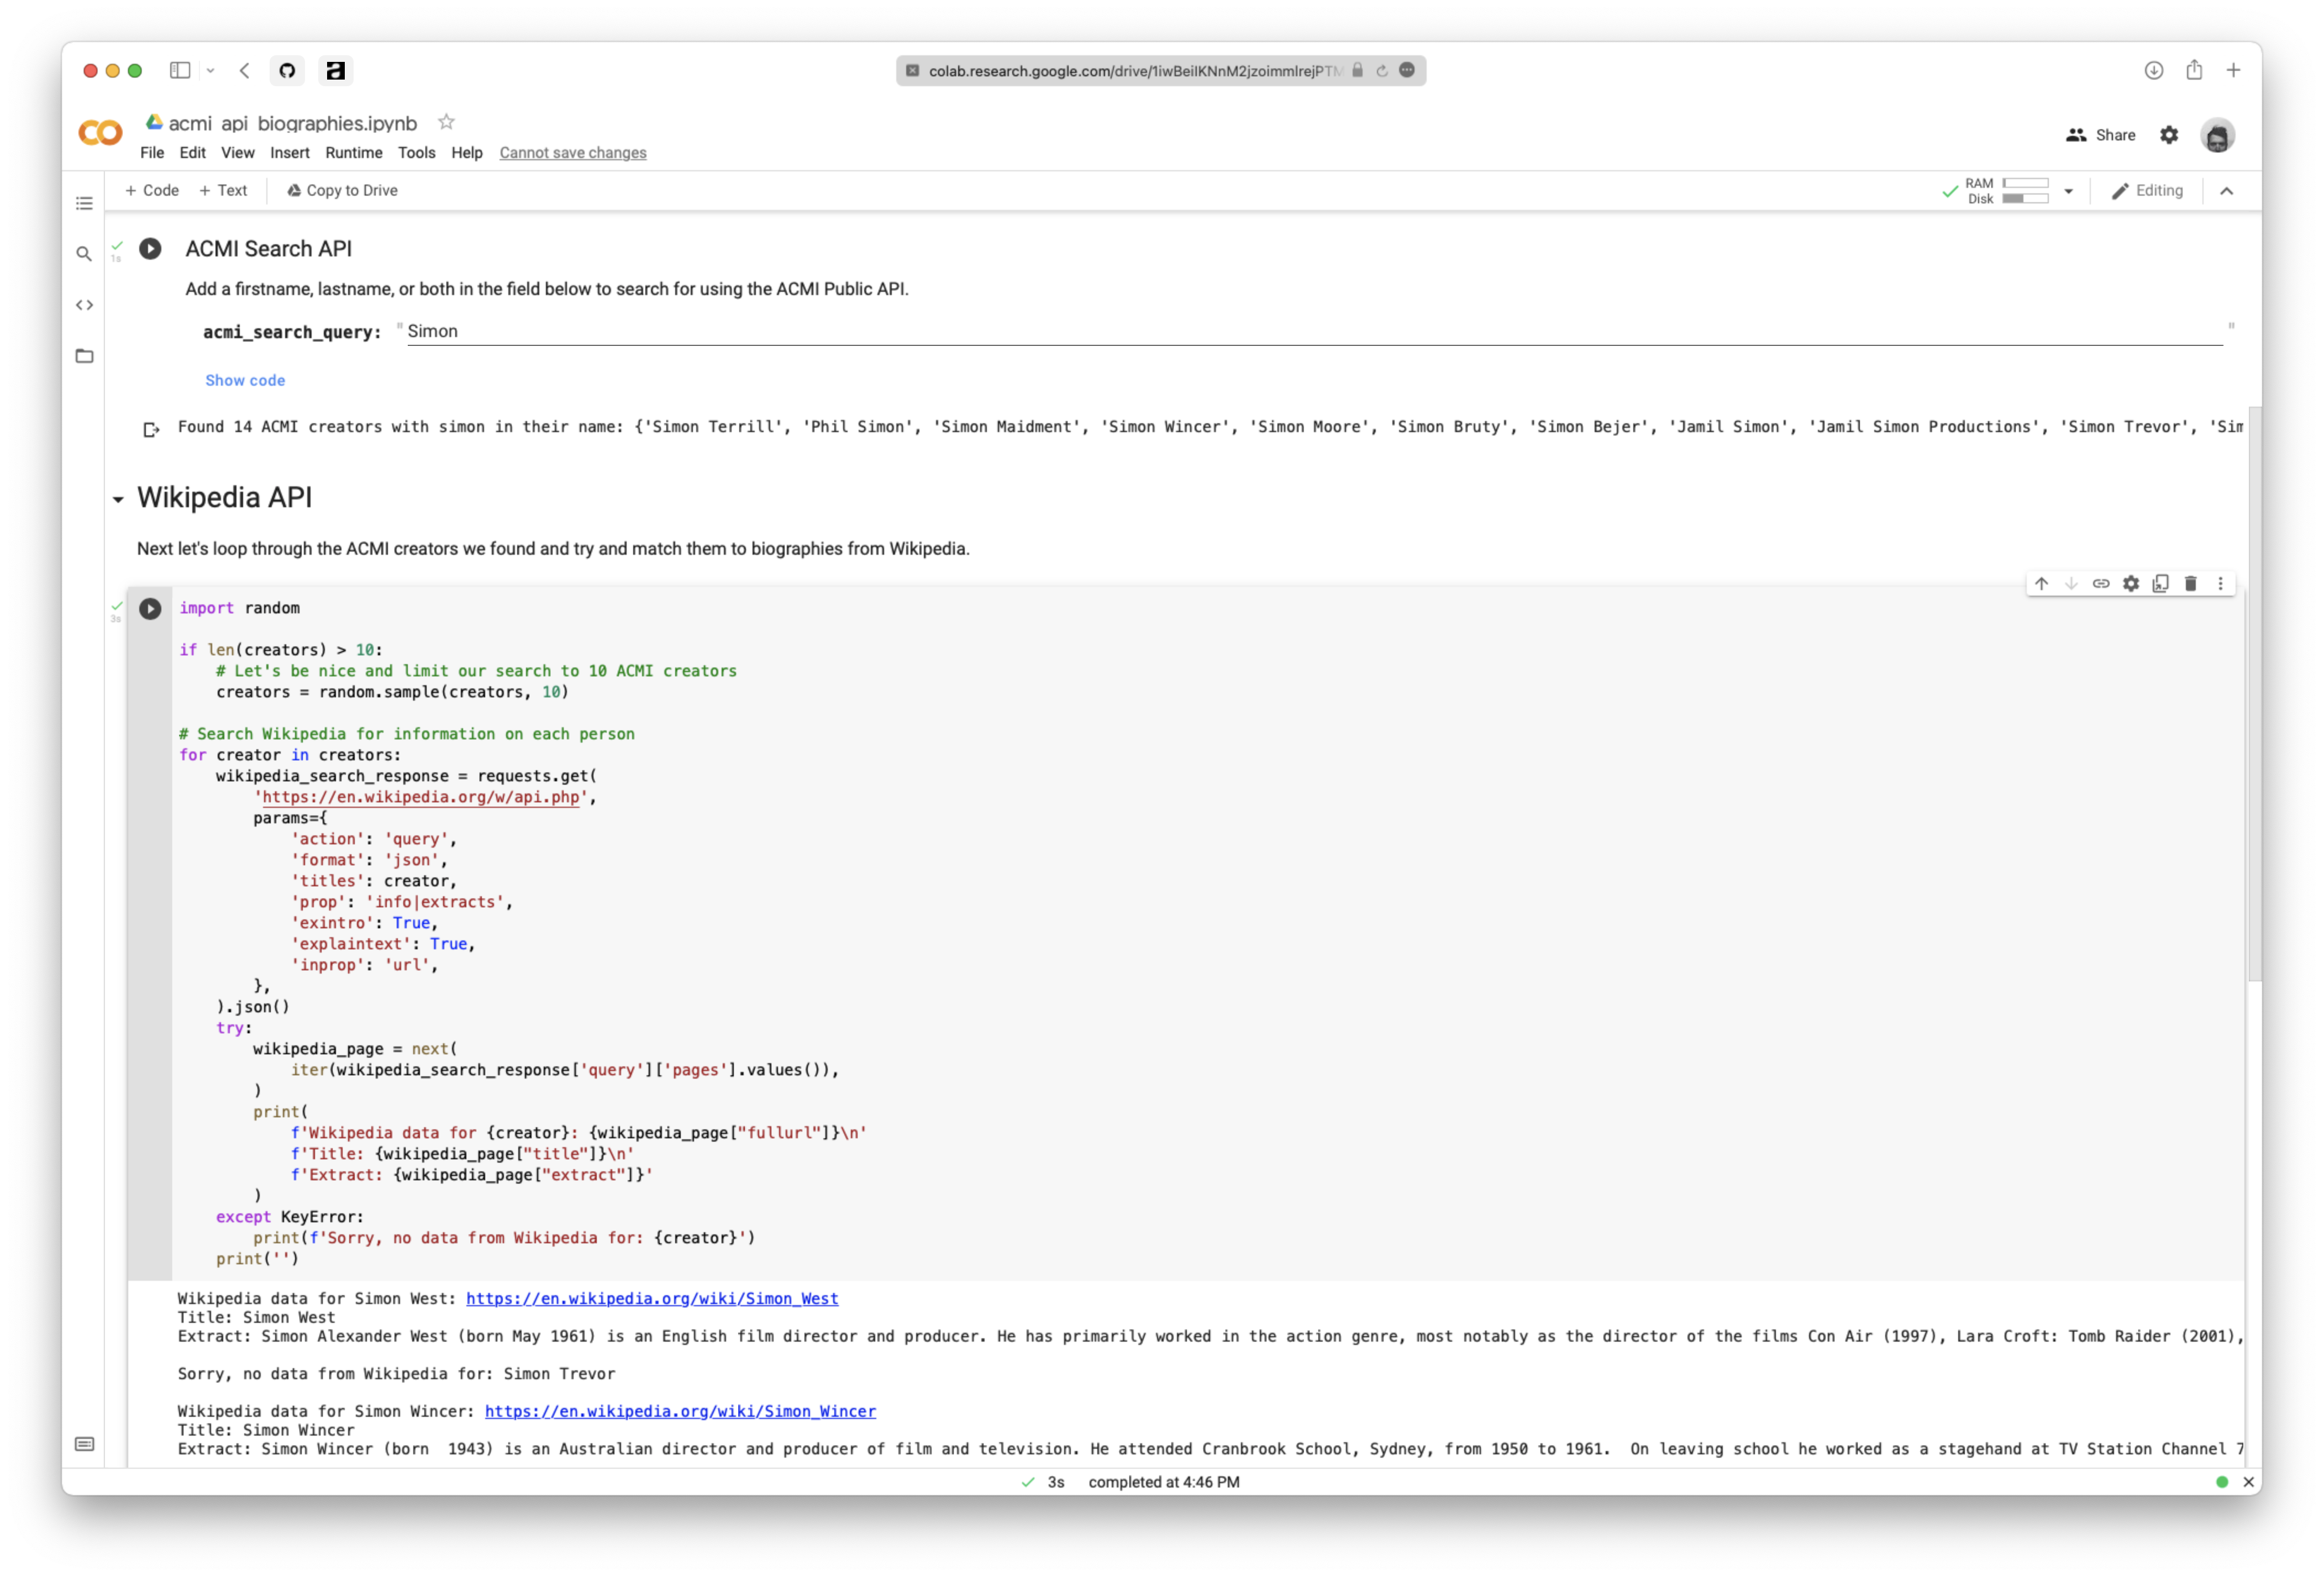 colab.research.google.com/drive/1iwBeilKNnM2jzoimmlrejPTM
acmi_api_biographies.ipynb
File Edit View Insert Runtime Tools Help Cannot save changes
Share
+ Code + Text Copy to Drive
RAM
Disk
Editing
1s
ACMI Search API
Add a firstname, lastname, or both in the field below to search for using the ACMI Public API.
acmi_search_query: "Simon"
Show code
Found 14 ACMI creators with simon in their name: {'Simon Terrill', 'Phil Simon', 'Simon Maidment', 'Simon Wincer', 'Simon Moore', 'Simon Bruty', 'Simon Bejer', 'Jamil Simon', 'Jamil Simon Productions', 'Simon Trevor', 'Sim
Wikipedia API
Next let's loop through the ACMI creators we found and try and match them to biographies from Wikipedia.
3s
import random
if len(creators) > 10:
# Let's be nice and limit our search to 10 ACMI creators
creators = random.sample(creators, 10)
# Search Wikipedia for information on each person
for creator in creators:
wikipedia_search_response = requests.get(
'https://en.wikipedia.org/w/api.php',
params={
'action': 'query',
'format': 'json',
'titles': creator,
'prop': 'info|extracts',
'exintro': True,
'explaintext': True,
'inprop': 'url',
},
).json()
try:
wikipedia_page = next(
iter(wikipedia_search_response['query']['pages'].values()),
)
print(
f'Wikipedia data for {creator}: {wikipedia_page["fullurl"]}\n'
f'Title: {wikipedia_page["title"]}\n'
f'Extract: {wikipedia_page["extract"]}'
)
except KeyError:
print(f'Sorry, no data from Wikipedia for: {creator}')
print('')
Wikipedia data for Simon West: https://en.wikipedia.org/wiki/Simon_West
Title: Simon West
Extract: Simon Alexander West (born May 1961) is an English film director and producer. He has primarily worked in the action genre, most notably as the director of the films Con Air (1997), Lara Croft: Tomb Raider (2001),
Sorry, no data from Wikipedia for: Simon Trevor
Wikipedia data for Simon Wincer: https://en.wikipedia.org/wiki/Simon_Wincer
Title: Simon Wincer
Extract: Simon Wincer (born  1943) is an Australian director and producer of film and television. He attended Cranbrook School, Sydney, from 1950 to 1961.  On leaving school he worked as a stagehand at TV Station Channel 7
3s completed at 4:46 PM